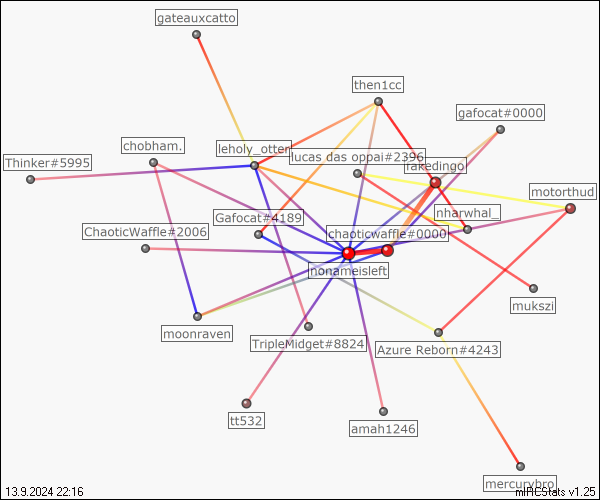 gateauxcatto
then1cc
gafocat#0000
chobham.
leholy_otter
lucas das oppai#2396
Thinker#5995
rakedingo
motorthud
Gafocat#4189
nharwhal_
ChaoticWaffle#2006
chaoticwaffle#0000
nonameisleft
mukszi
moonraven
TripleMidget#8824
Azure Reborn#4243
tt532
amah1246
mercurybro
13.9.2024 22:16
mIRCStats v1.25